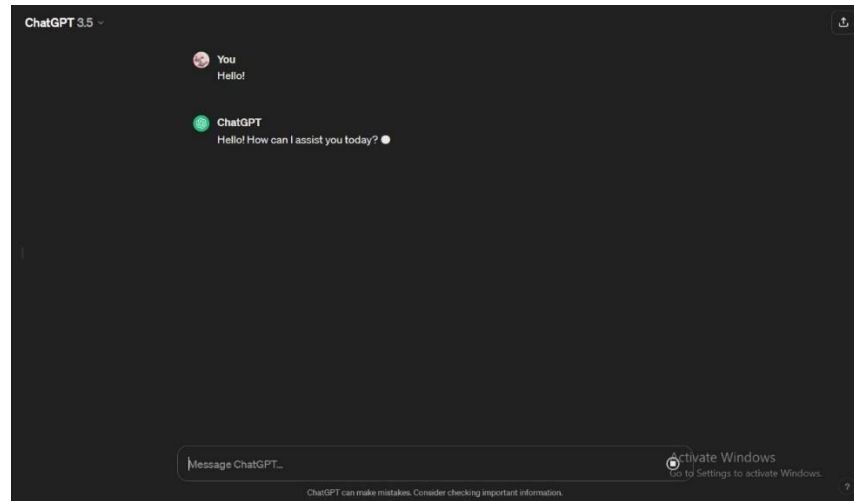 ChatGPT 3.5
You
Hello!
ChatGPT
Hello! How can I assist you today?
Message ChatGPT...
Activate Windows
Go to Settings to activate Windows.
ChatGPT can make mistakes. Consider checking important information.
?